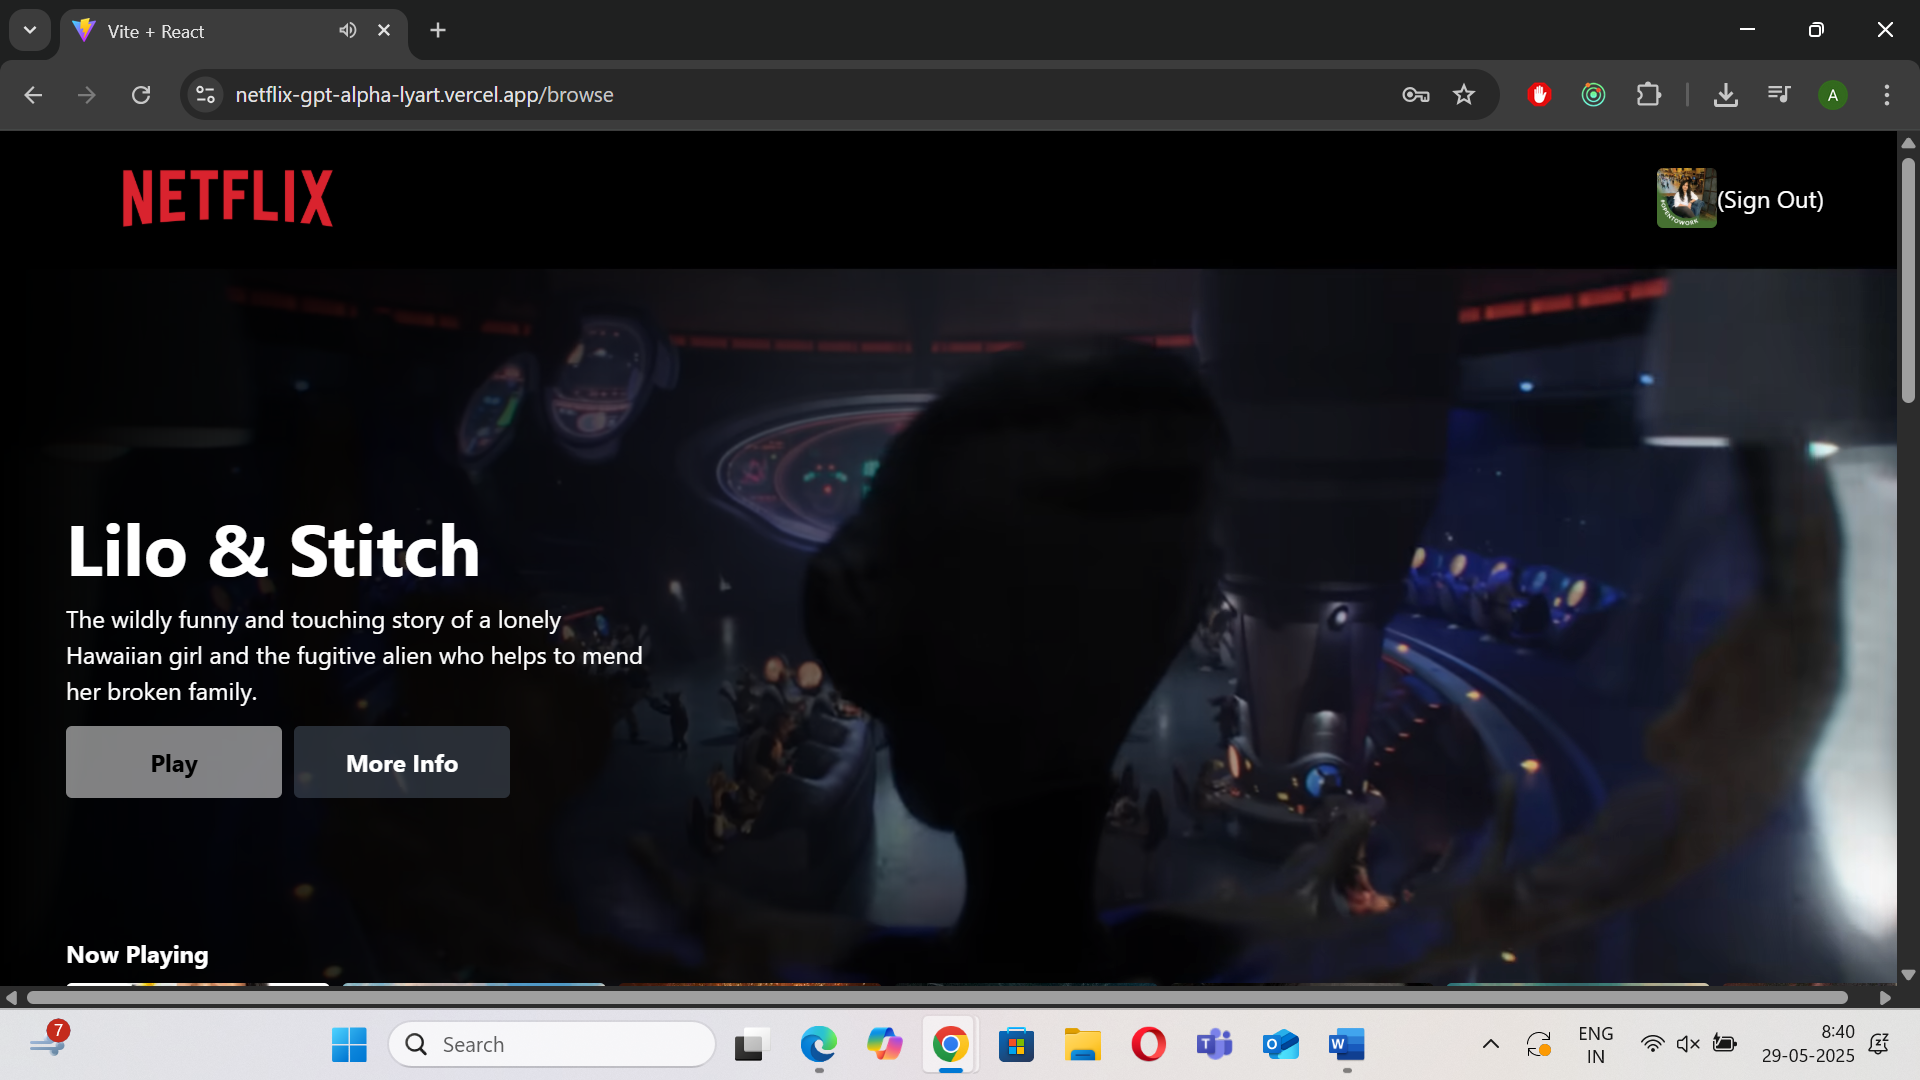 Vite + React
netflix-gpt-alpha-lyart.vercel.app/browse
A
NETFLIX
#OPENTOWORK
(Sign Out)
Lilo & Stitch
The wildly funny and touching story of a lonely
Hawaiian girl and the fugitive alien who helps to mend
her broken family.
Play
More Info
Now Playing
7
Search
ENG
IN
8:40
29-05-2025